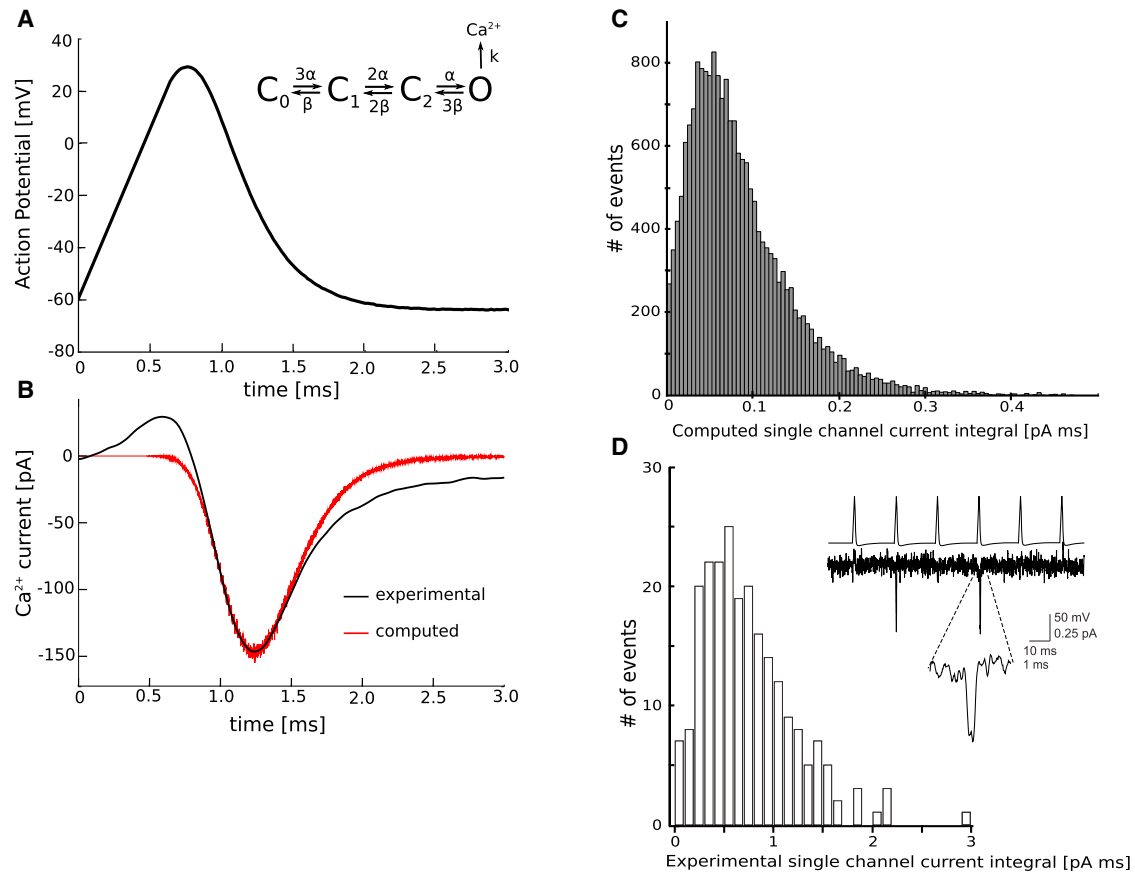 A
Action Potential [mV]
40
20
0
-20
-40
-60
-80
0
0.5
1.0
1.5
2.0
2.5
3.0
time [ms]
Ca²⁺
k
3α 2α α
C₀ C₁ C₂ O
β 2β 3β
B
Ca²⁺ current [pA]
0
-50
-100
-150
experimental
computed
0
0.5
1.0
1.5
2.0
2.5
3.0
time [ms]
C
# of events
800
600
400
200
0
0
0.1
0.2
0.3
0.4
Computed single channel current integral [pA ms]
D
# of events
30
20
10
0
50 mV
0.25 pA
10 ms
1 ms
0
1
2
3
Experimental single channel current integral [pA ms]